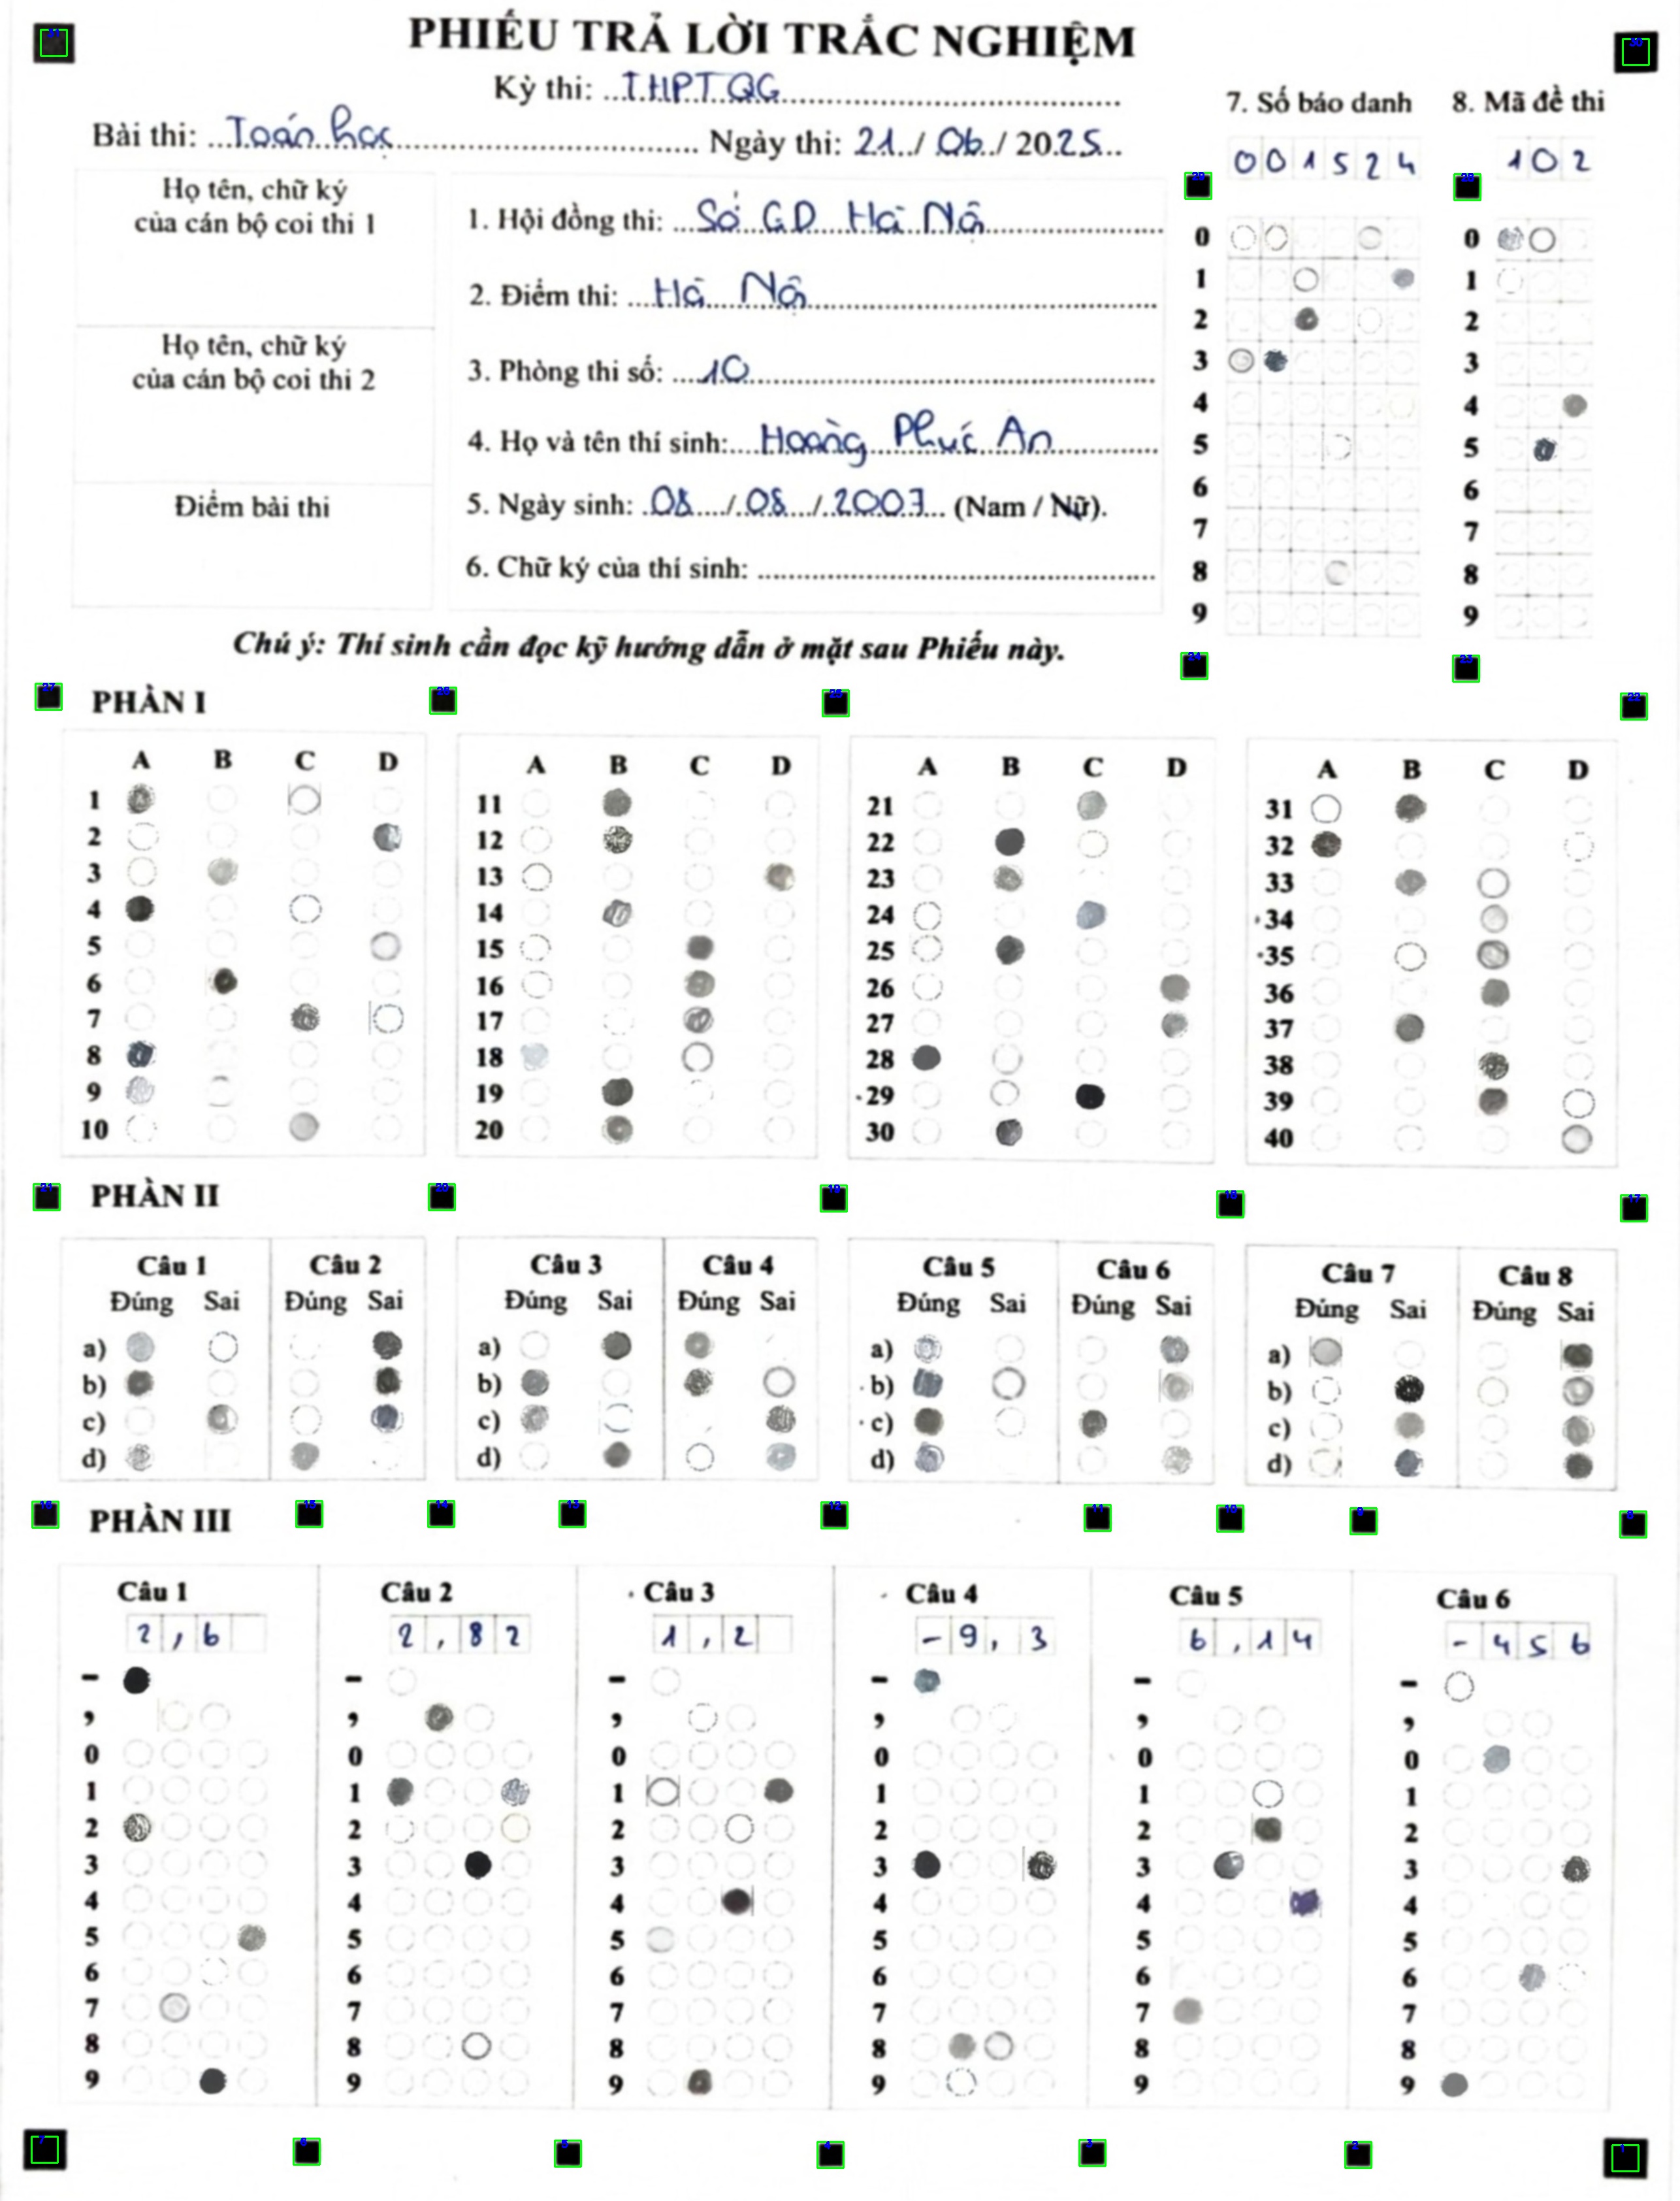 PHIẾU TRẢ LỜI TRẮC NGHIỆM
Kỳ thi: THPTQG
Bài thi: Toán học Ngày thi: 21 / 06 / 2025
7. Số báo danh 8. Mã đề thi
0 0 1 5 2 4 1 0 2
Họ tên, chữ ký
của cán bộ coi thi 1
Họ tên, chữ ký
của cán bộ coi thi 2
Điểm bài thi
1. Hội đồng thi: Sở GD Hà Nội
2. Điểm thi: Hà Nội
3. Phòng thi số: 10
4. Họ và tên thí sinh: Hoàng Phúc An
5. Ngày sinh: 08 / 08 / 2007 (Nam / Nữ).
6. Chữ ký của thí sinh:
0 0
1 1
2 2
3 3
4 4
5 5
6 6
7 7
8 8
9 9
Chú ý: Thí sinh cần đọc kỹ hướng dẫn ở mặt sau Phiếu này.
PHẦN I
A B C D A B C D A B C D A B C D
1 11 21 31
2 12 22 32
3 13 23 33
4 14 24 34
5 15 25 35
6 16 26 36
7 17 27 37
8 18 28 38
9 19 29 39
10 20 30 40
PHẦN II
Câu 1 Câu 2 Câu 3 Câu 4 Câu 5 Câu 6 Câu 7 Câu 8
Đúng Sai Đúng Sai Đúng Sai Đúng Sai Đúng Sai Đúng Sai Đúng Sai Đúng Sai
a) a) a) a)
b) b) b) b)
c) c) c) c)
d) d) d) d)
PHẦN III
Câu 1 Câu 2 Câu 3 Câu 4 Câu 5 Câu 6
2 , 6 2 , 8 2 1 , 2 - 9 , 3 6 , 1 4 - 4 5 6
- - - - - -
, , , , , ,
0 0 0 0 0 0
1 1 1 1 1 1
2 2 2 2 2 2
3 3 3 3 3 3
4 4 4 4 4 4
5 5 5 5 5 5
6 6 6 6 6 6
7 7 7 7 7 7
8 8 8 8 8 8
9 9 9 9 9 9